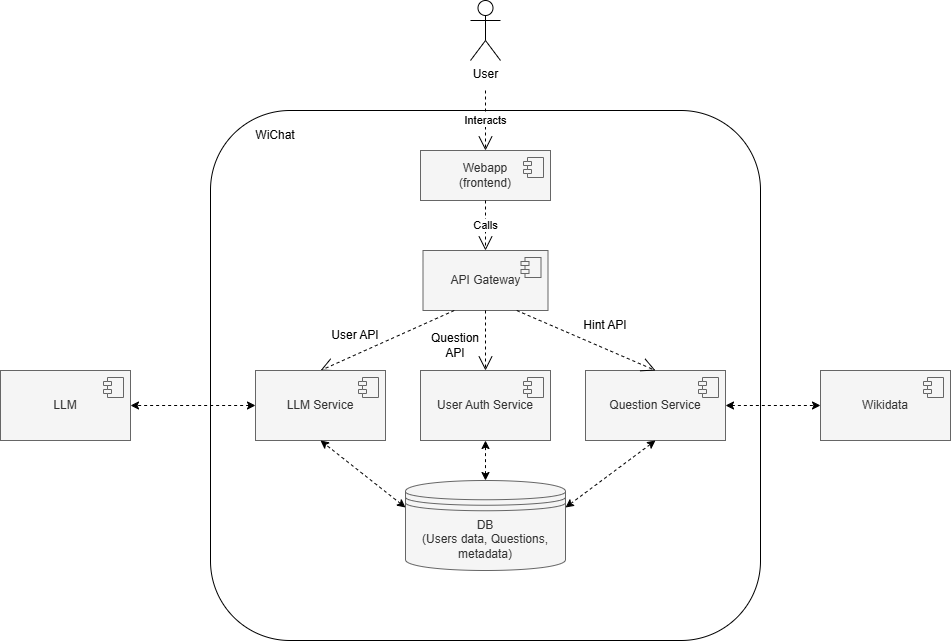 User
Interacts
WiChat
Webapp
(frontend)
Calls
API Gateway
User API
Question
API
Hint API
LLM
LLM Service
User Auth Service
Question Service
Wikidata
DB
(Users data, Questions,
metadata)